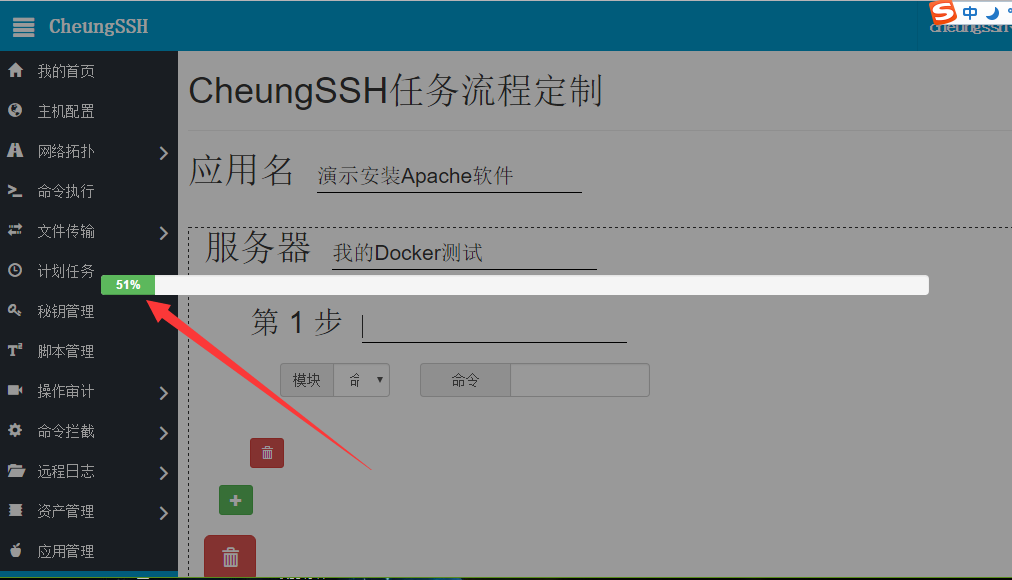 CheungSSH
中
cheungssh
我的首页
主机配置
网络拓扑
命令执行
文件传输
计划任务
秘钥管理
脚本管理
操作审计
命令拦截
远程日志
资产管理
应用管理
CheungSSH任务流程定制
应用名 演示安装Apache软件
服务器 我的Docker测试
51%
第 1 步
模块 命 命令